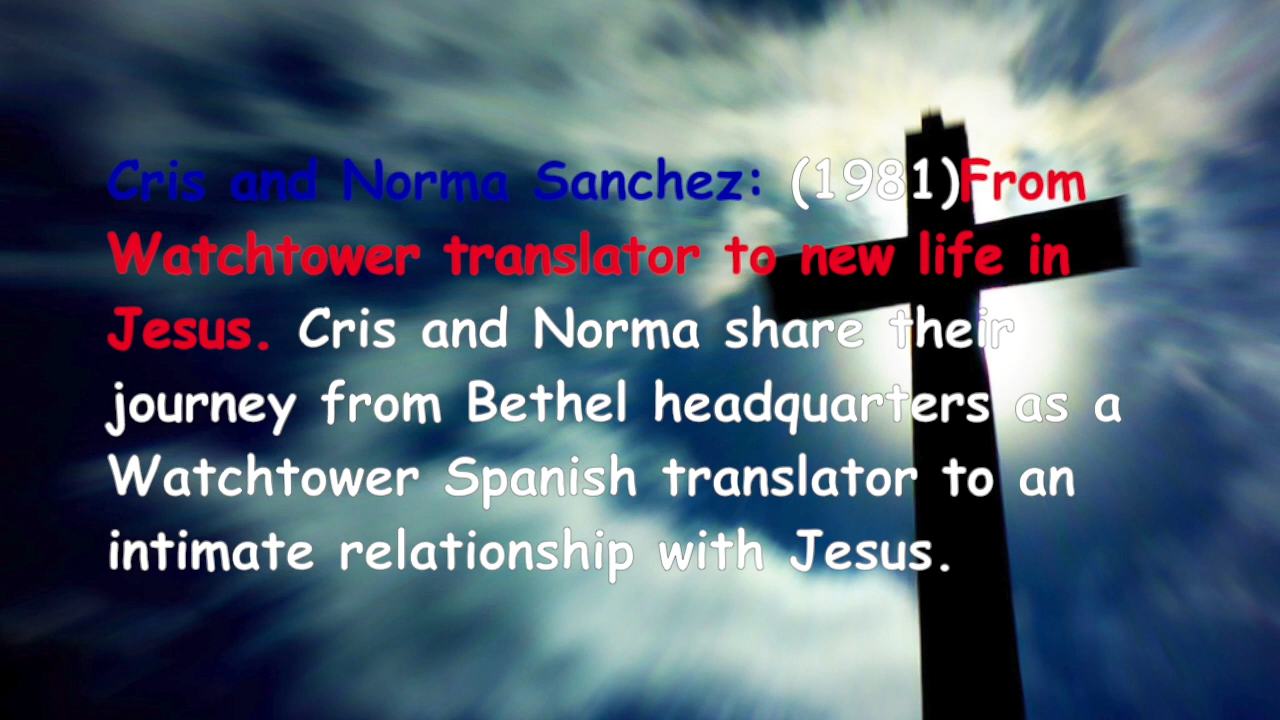 Cris and Norma Sanchez: (1981)From
Watchtower translator to new life in
Jesus. Cris and Norma share their
journey from Bethel headquarters as a
Watchtower Spanish translator to an
intimate relationship with Jesus.